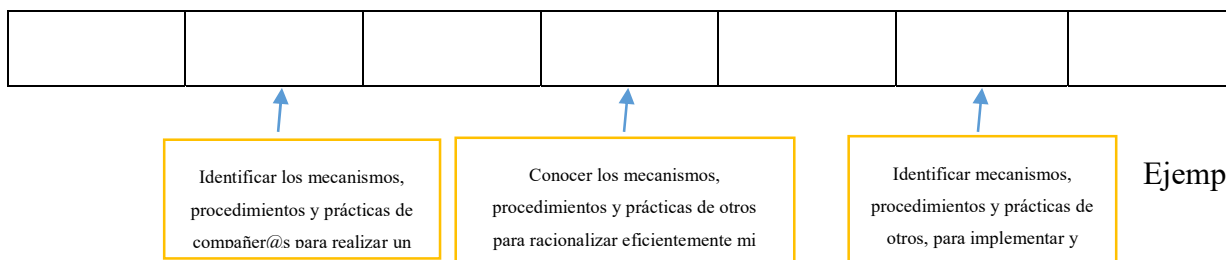 Identificar los mecanismos,
procedimientos y prácticas de
compañer@s para realizar un
Conocer los mecanismos,
procedimientos y prácticas de otros
para racionalizar eficientemente mi
Identificar mecanismos,
procedimientos y prácticas de
otros, para implementar y
Ejemp